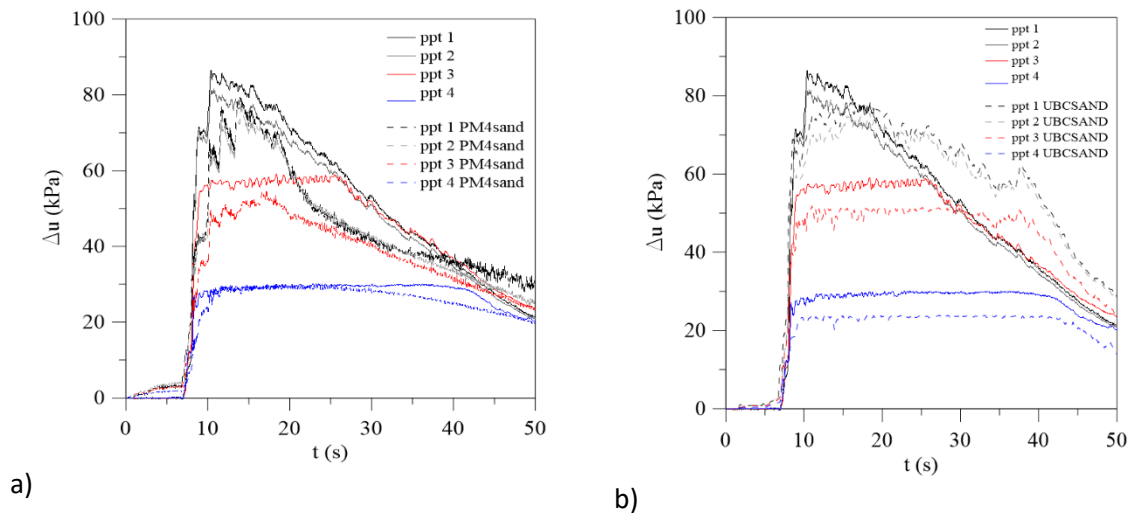 100
80
60
40
20
0
Δu (kPa)
ppt 1
ppt 2
ppt 3
ppt 4
ppt 1 PM4sand
ppt 2 PM4sand
ppt 3 PM4sand
ppt 4 PM4sand
0 10 20 30 40 50
t (s)
a)
100
80
60
40
20
0
Δu (kPa)
ppt 1
ppt 2
ppt 3
ppt 4
ppt 1 UBCSAND
ppt 2 UBCSAND
ppt 3 UBCSAND
ppt 4 UBCSAND
0 10 20 30 40 50
t (s)
b)